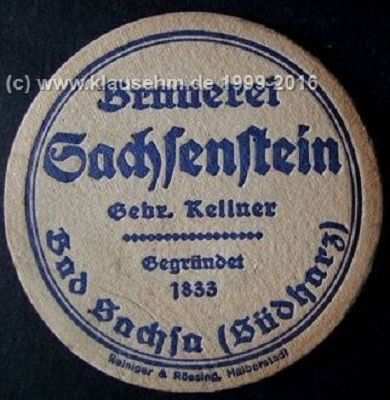 (c) www.klausehm.de 1999-2016
Brauerei
Sachsenstein
Gebr. Kellner
Gegründet
1833
Bad Sachsa (Südharz)
Reiniger & Rössing, Halberstadt